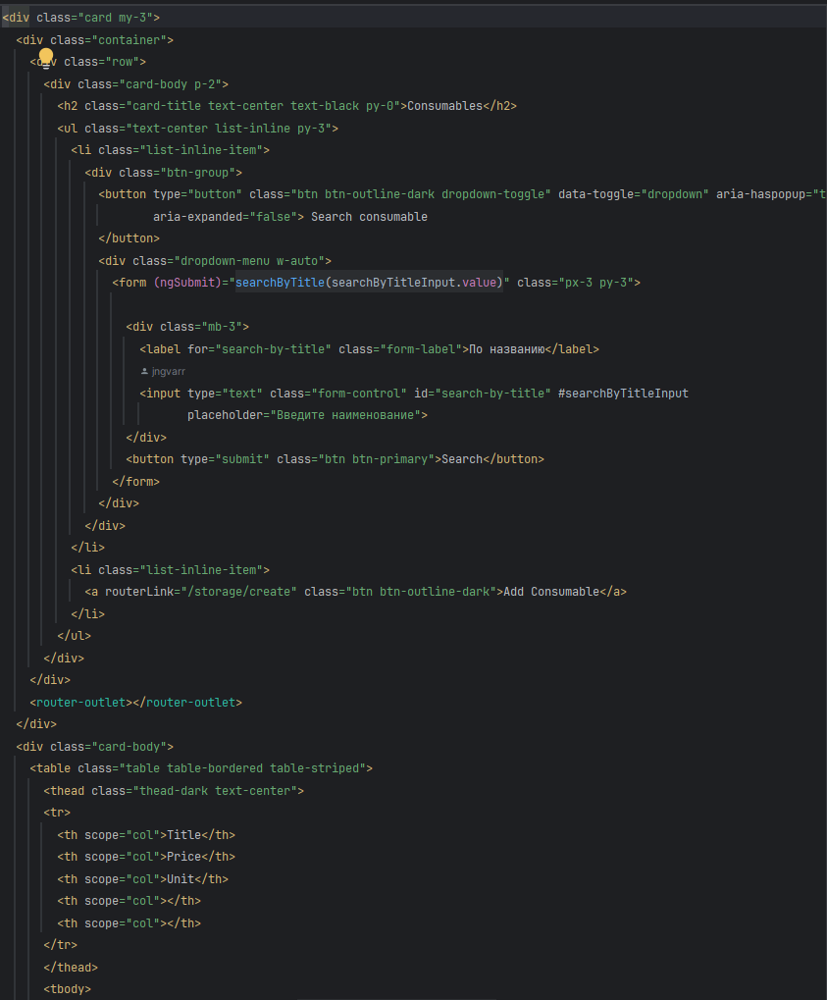 <div class="card my-3">
<div class="container">
<div class="row">
<div class="card-body p-2">
<h2 class="card-title text-center text-black py-0">Consumables</h2>
<ul class="text-center list-inline py-3">
<li class="list-inline-item">
<div class="btn-group">
<button type="button" class="btn btn-outline-dark dropdown-toggle" data-toggle="dropdown" aria-haspopup="t
aria-expanded="false"> Search consumable
</button>
<div class="dropdown-menu w-auto">
<form (ngSubmit)="searchByTitle(searchByTitleInput.value)" class="px-3 py-3">
<div class="mb-3">
<label for="search-by-title" class="form-label">По названию</label>
jngvarr
<input type="text" class="form-control" id="search-by-title" #searchByTitleInput
placeholder="Введите наименование">
</div>
<button type="submit" class="btn btn-primary">Search</button>
</form>
</div>
</div>
</li>
<li class="list-inline-item">
<a routerLink="/storage/create" class="btn btn-outline-dark">Add Consumable</a>
</li>
</ul>
</div>
</div>
<router-outlet></router-outlet>
</div>
<div class="card-body">
<table class="table table-bordered table-striped">
<thead class="thead-dark text-center">
<tr>
<th scope="col">Title</th>
<th scope="col">Price</th>
<th scope="col">Unit</th>
<th scope="col"></th>
<th scope="col"></th>
</tr>
</thead>
<tbody>